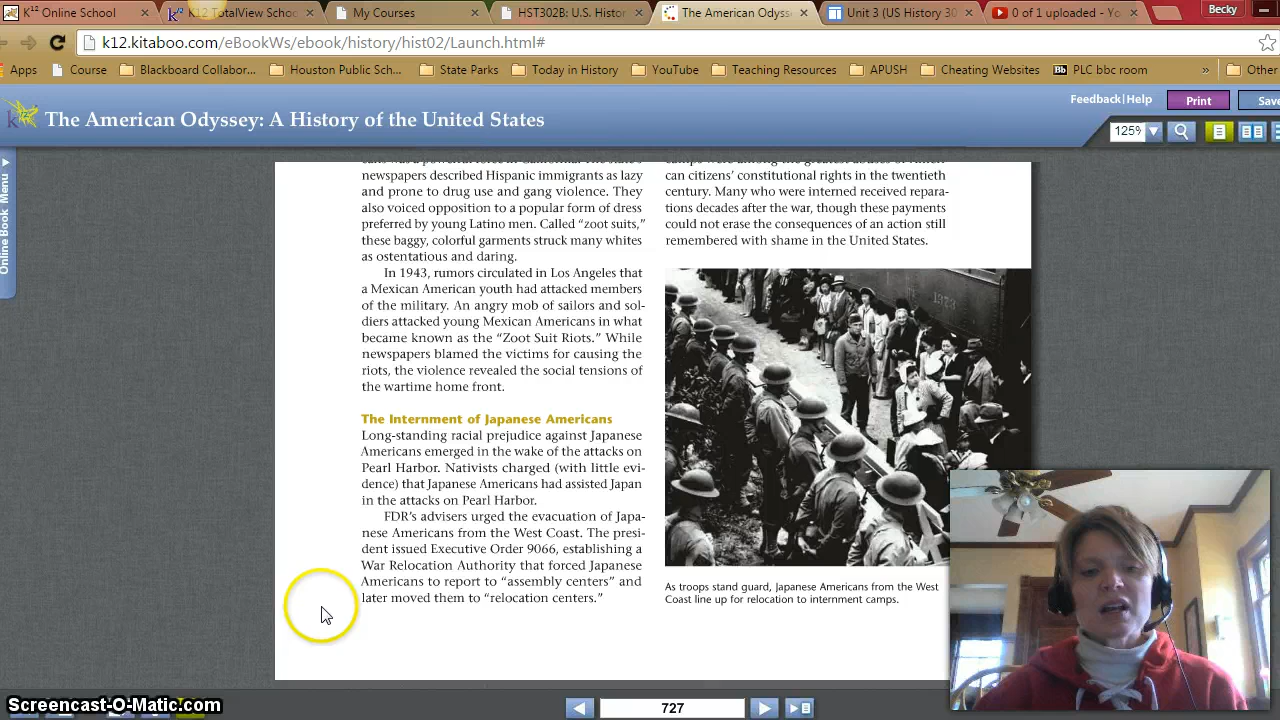 K¹² Online School
K12 TotalView Schoo
My Courses
HST302B: U.S. Histor
The American Odyss
Unit 3 (US History 30
0 of 1 uploaded - Yo
Becky
k12.kitaboo.com/eBookWs/ebook/history/hist02/Launch.html#
Apps
Course
Blackboard Collabor...
Houston Public Sch...
State Parks
Today in History
YouTube
Teaching Resources
APUSH
Cheating Websites
Bb
PLC bbc room
»
Other
Feedback|Help
Print
Save
The American Odyssey: A History of the United States
125%
Online Book Menu
newspapers described Hispanic immigrants as lazy
and prone to drug use and gang violence. They
also voiced opposition to a popular form of dress
preferred by young Latino men. Called “zoot suits,”
these baggy, colorful garments struck many whites
as ostentatious and daring.
In 1943, rumors circulated in Los Angeles that
a Mexican American youth had attacked members
of the military. An angry mob of sailors and sol-
diers attacked young Mexican Americans in what
became known as the “Zoot Suit Riots.” While
newspapers blamed the victims for causing the
riots, the violence revealed the social tensions of
the wartime home front.
The Internment of Japanese Americans
Long-standing racial prejudice against Japanese
Americans emerged in the wake of the attacks on
Pearl Harbor. Nativists charged (with little evi-
dence) that Japanese Americans had assisted Japan
in the attacks on Pearl Harbor.
FDR’s advisers urged the evacuation of Japa-
nese Americans from the West Coast. The presi-
dent issued Executive Order 9066, establishing a
War Relocation Authority that forced Japanese
Americans to report to “assembly centers” and
later moved them to “relocation centers.”
can citizens’ constitutional rights in the twentieth
century. Many who were interned received repara-
tions decades after the war, though these payments
could not erase the consequences of an action still
remembered with shame in the United States.
As troops stand guard, Japanese Americans from the West
Coast line up for relocation to internment camps.
Screencast-O-Matic.com
727